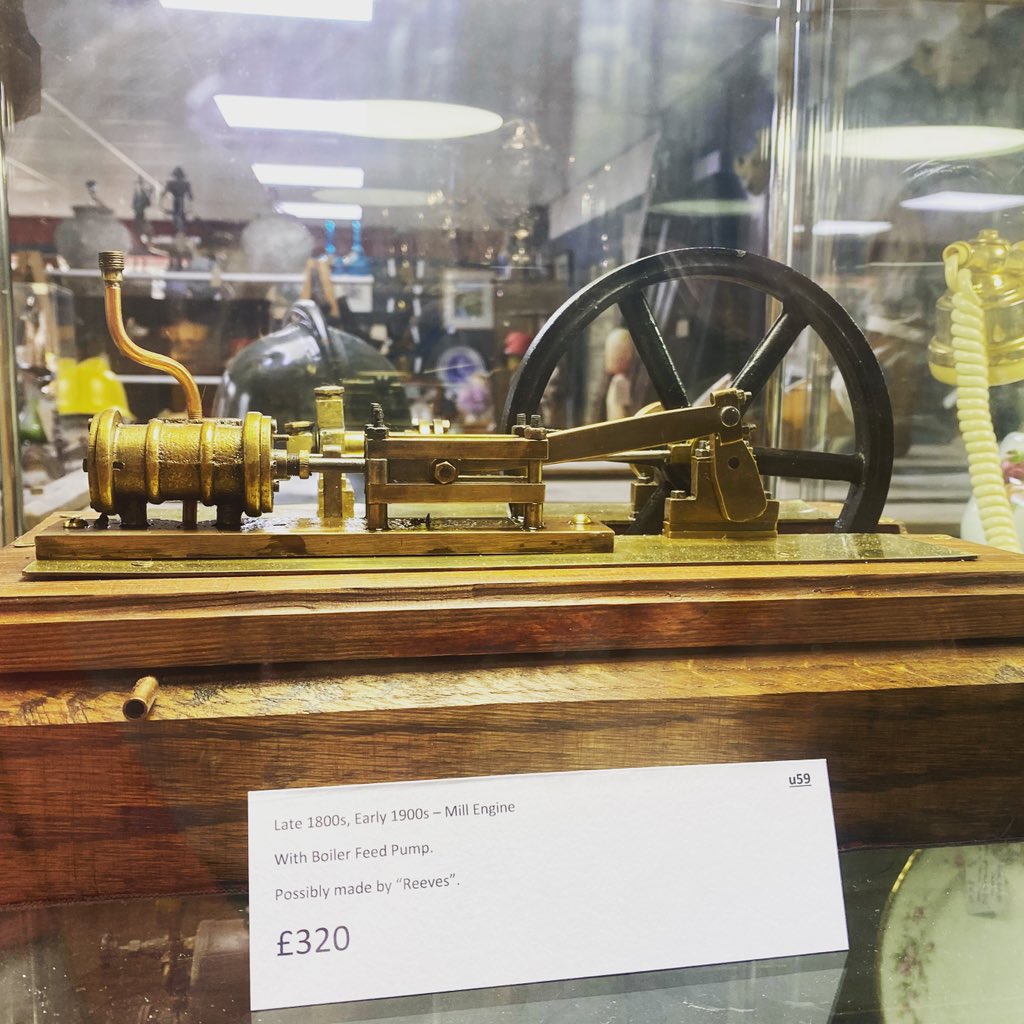 u59
Late 1800s, Early 1900s – Mill Engine
With Boiler Feed Pump.
Possibly made by “Reeves”.
£320